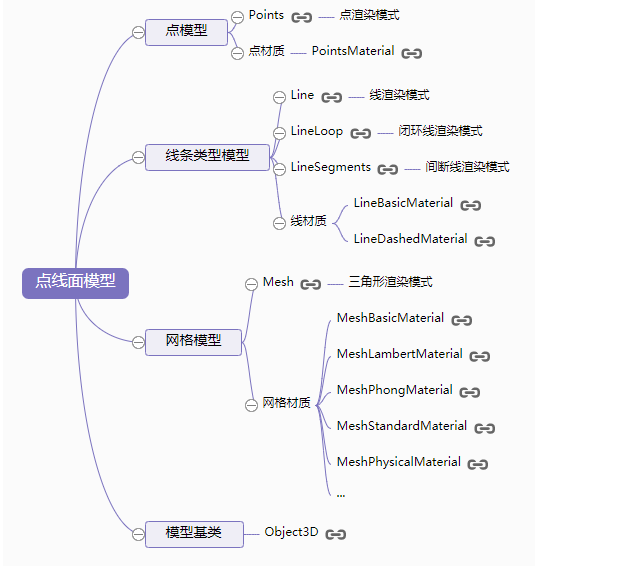 点线面模型
点模型
Points
点渲染模式
点材质
PointsMaterial
线条类型模型
Line
线渲染模式
LineLoop
闭环线渲染模式
LineSegments
间断线渲染模式
线材质
LineBasicMaterial
LineDashedMaterial
网格模型
Mesh
三角形渲染模式
网格材质
MeshBasicMaterial
MeshLambertMaterial
MeshPhongMaterial
MeshStandardMaterial
MeshPhysicalMaterial
...
模型基类
Object3D